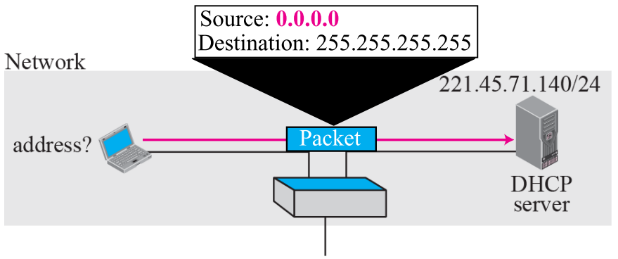 Source: 0.0.0.0
Destination: 255.255.255.255
Network
221.45.71.140/24
address?
Packet
DHCP
server